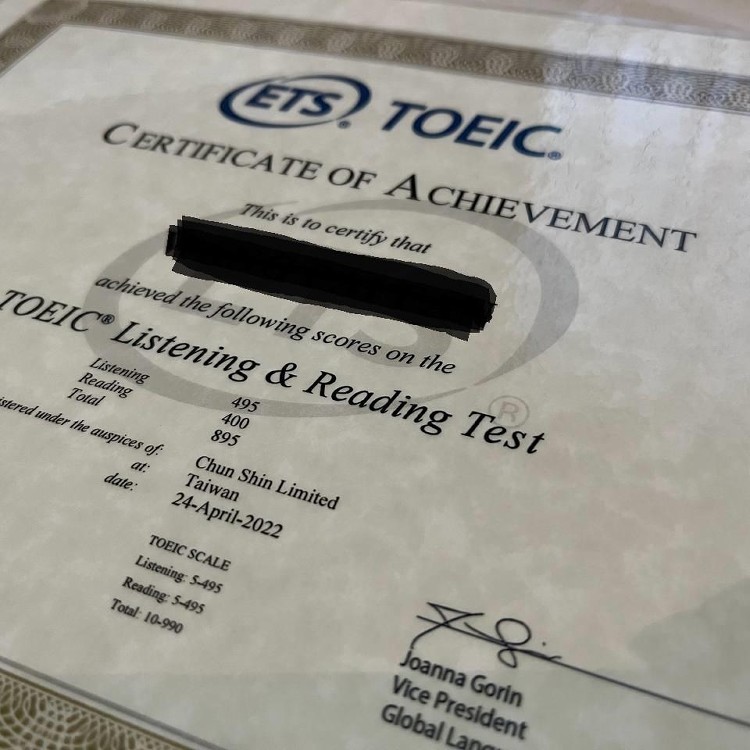 ETS® TOEIC®
CERTIFICATE OF ACHIEVEMENT
This is to certify that
achieved the following scores on the
TOEIC® Listening & Reading Test
Listening 495
Reading 400
Total 895
under the auspices of: Chun Shin Limited
at: Taiwan
date: 24-April-2022
TOEIC SCALE
Listening: 5-495
Reading: 5-495
Total: 10-990
Joanna Gorin
Vice President
Global